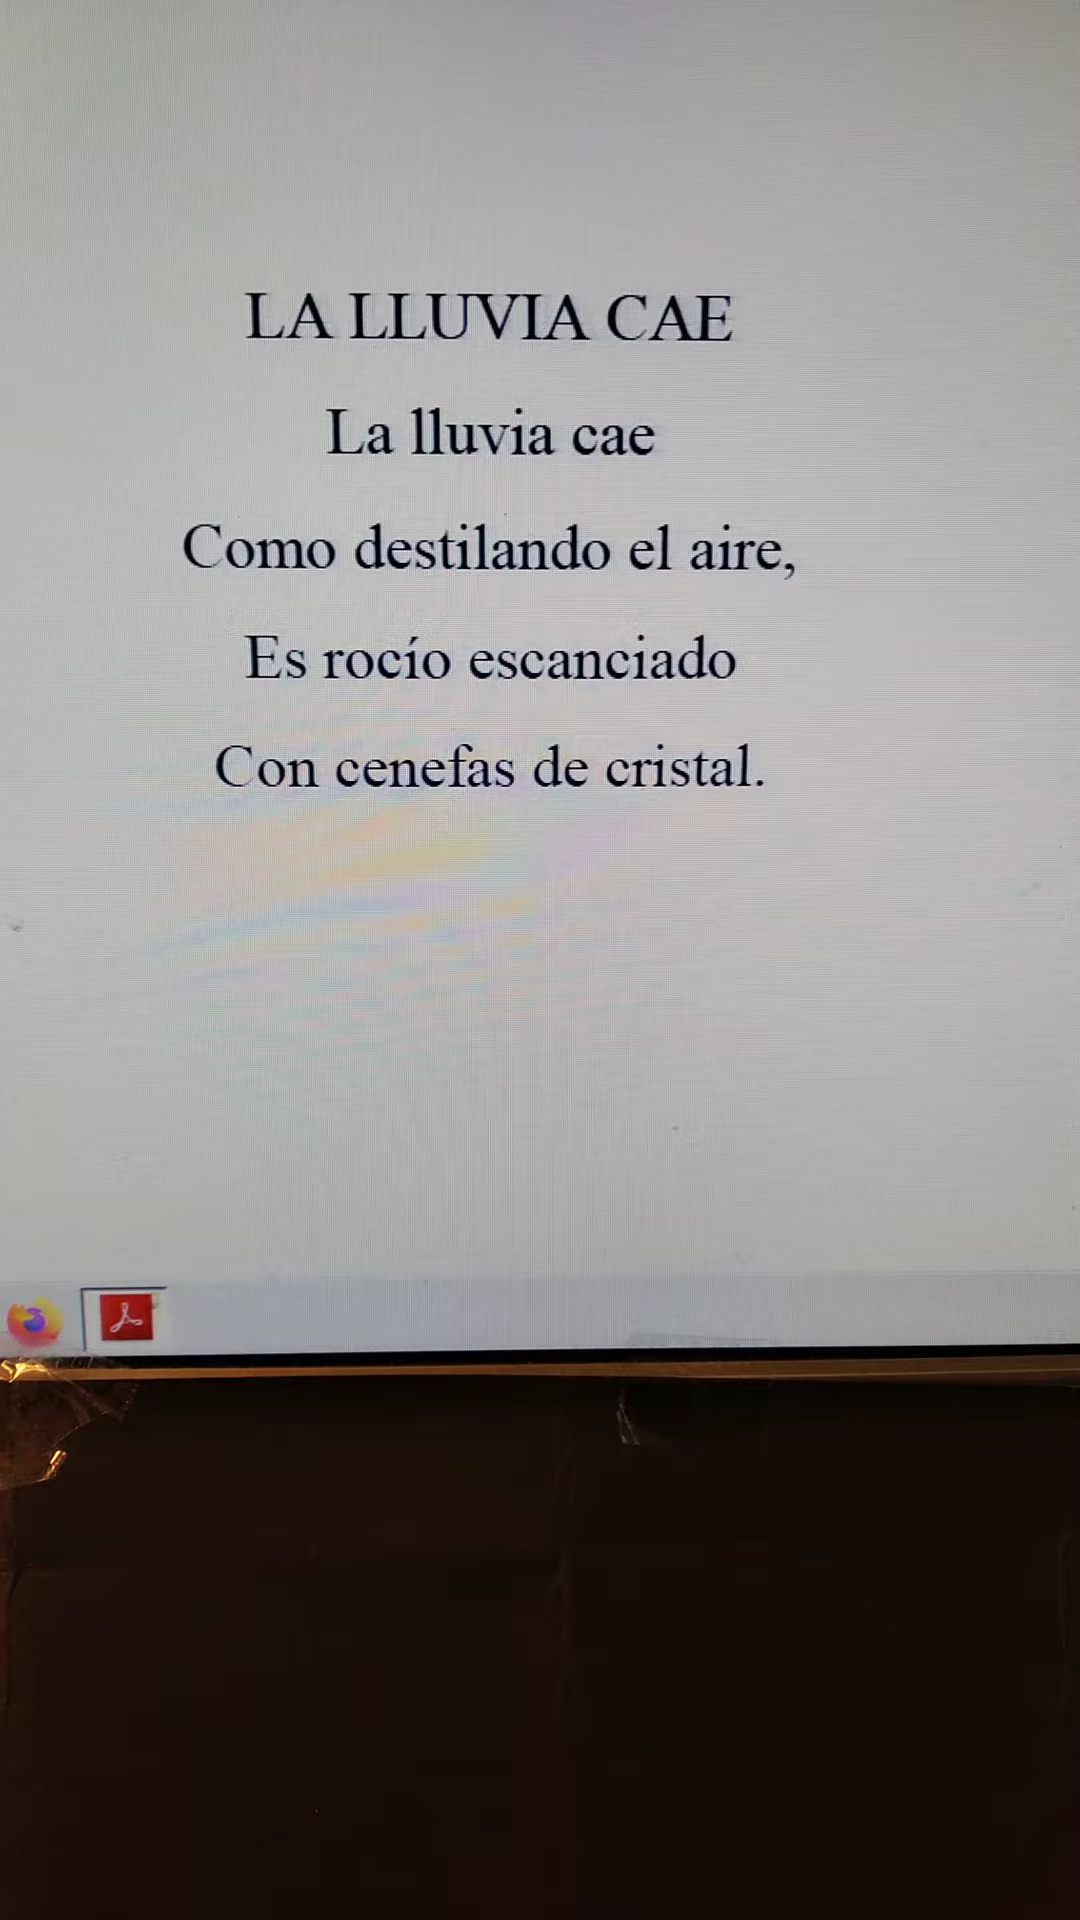 LA LLUVIA CAE
La lluvia cae
Como destilando el aire,
Es rocío escanciado
Con cenefas de cristal.